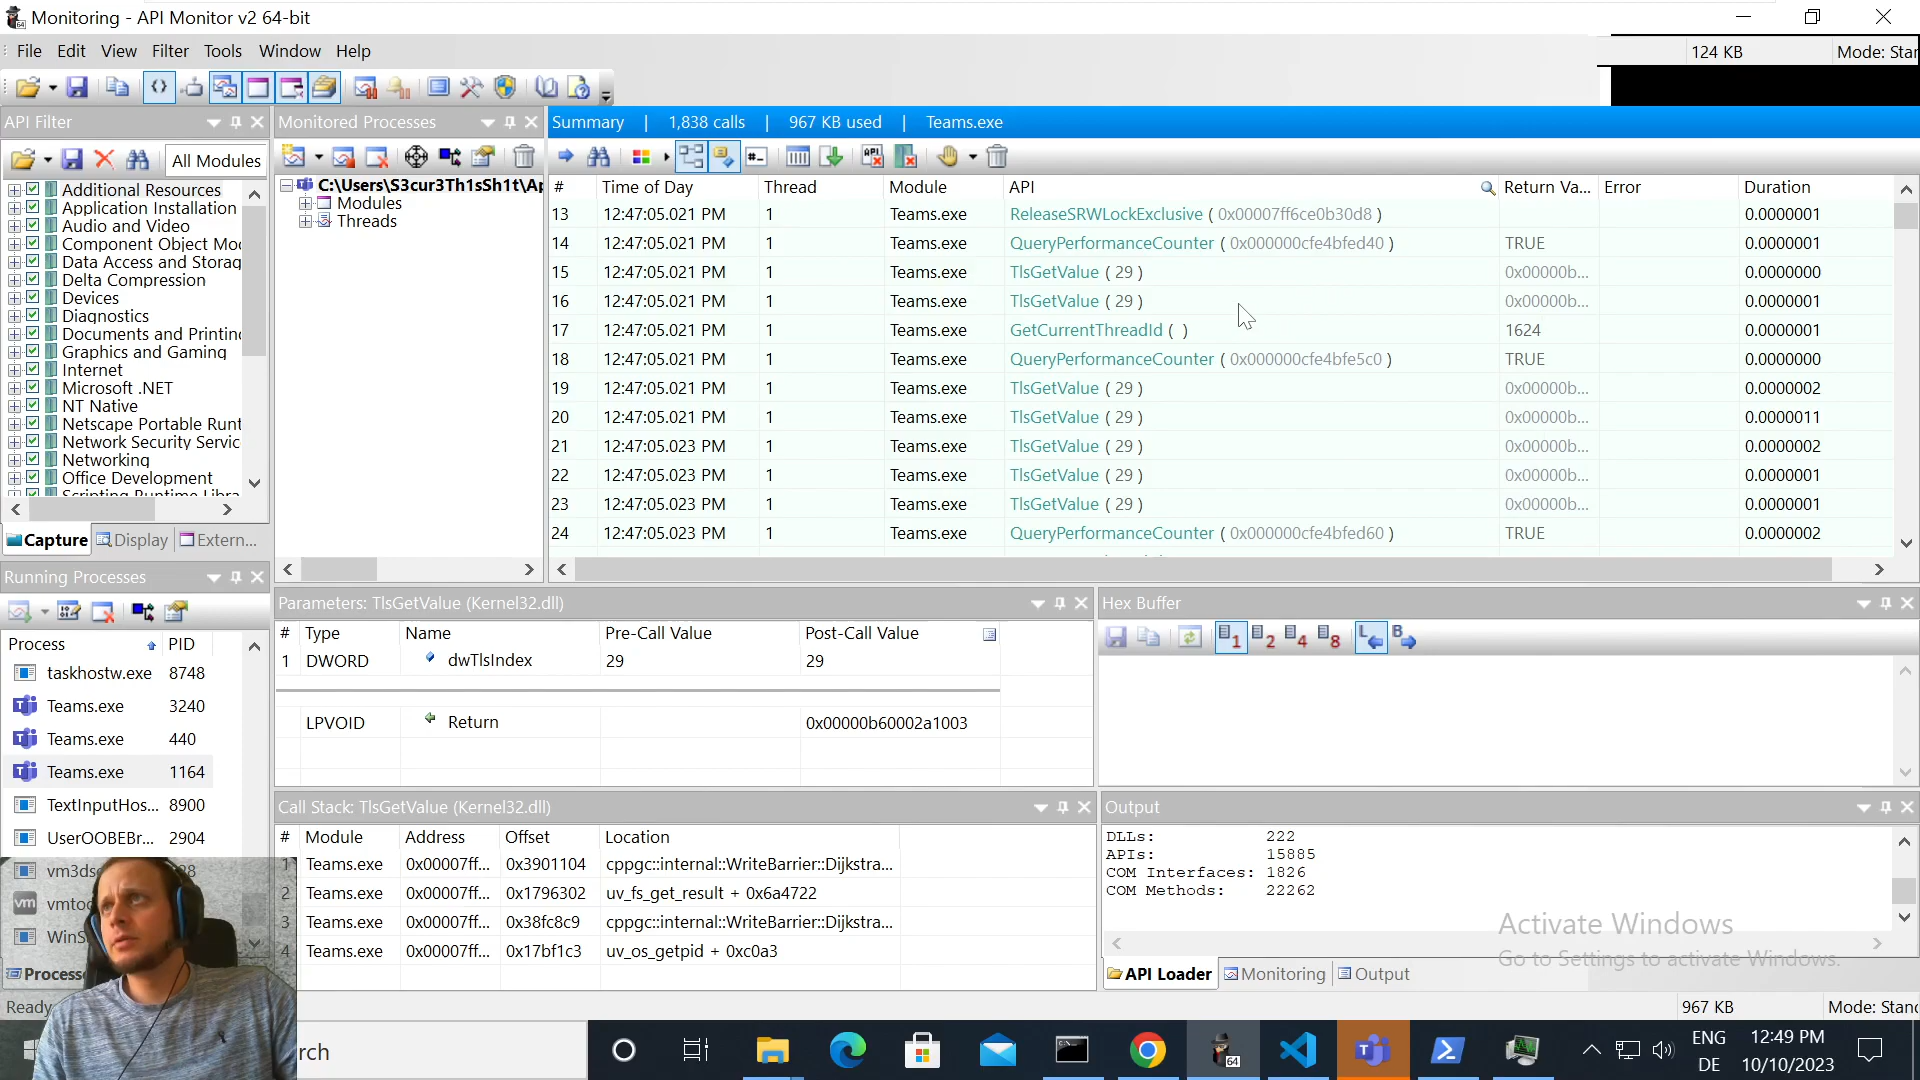 Monitoring - API Monitor v2 64-bit
File Edit View Filter Tools Window Help
124 KB Mode: Star
API Filter
All Modules
Additional Resources
Application Installation
Audio and Video
Component Object Mo
Data Access and Storag
Delta Compression
Devices
Diagnostics
Documents and Printing
Graphics and Gaming
Internet
Microsoft .NET
NT Native
Netscape Portable Runt
Network Security Servic
Networking
Office Development
Capture Display Extern...
Monitored Processes
C:\Users\S3cur3Th1sSh1t\Ap
Modules
Threads
Summary | 1,838 calls | 967 KB used | Teams.exe
# Time of Day Thread Module API Return Va... Error Duration
13 12:47:05.021 PM 1 Teams.exe ReleaseSRWLockExclusive ( 0x00007ff6ce0b30d8 ) 0.0000001
14 12:47:05.021 PM 1 Teams.exe QueryPerformanceCounter ( 0x000000cfe4bfed40 ) TRUE 0.0000001
15 12:47:05.021 PM 1 Teams.exe TlsGetValue ( 29 ) 0x00000b... 0.0000000
16 12:47:05.021 PM 1 Teams.exe TlsGetValue ( 29 ) 0x00000b... 0.0000001
17 12:47:05.021 PM 1 Teams.exe GetCurrentThreadId ( ) 1624 0.0000001
18 12:47:05.021 PM 1 Teams.exe QueryPerformanceCounter ( 0x000000cfe4bfe5c0 ) TRUE 0.0000000
19 12:47:05.021 PM 1 Teams.exe TlsGetValue ( 29 ) 0x00000b... 0.0000002
20 12:47:05.021 PM 1 Teams.exe TlsGetValue ( 29 ) 0x00000b... 0.0000011
21 12:47:05.023 PM 1 Teams.exe TlsGetValue ( 29 ) 0x00000b... 0.0000002
22 12:47:05.023 PM 1 Teams.exe TlsGetValue ( 29 ) 0x00000b... 0.0000001
23 12:47:05.023 PM 1 Teams.exe TlsGetValue ( 29 ) 0x00000b... 0.0000001
24 12:47:05.023 PM 1 Teams.exe QueryPerformanceCounter ( 0x000000cfe4bfed60 ) TRUE 0.0000002
Running Processes
Process PID
taskhostw.exe 8748
Teams.exe 3240
Teams.exe 440
Teams.exe 1164
TextInputHos... 8900
UserOOBEBr... 2904
vm3ds
vmtoo
WinS
Process
Ready
Parameters: TlsGetValue (Kernel32.dll)
# Type Name Pre-Call Value Post-Call Value
1 DWORD dwTlsIndex 29 29
LPVOID Return 0x00000b60002a1003
Hex Buffer
1 2 4 8 L B
Call Stack: TlsGetValue (Kernel32.dll)
# Module Address Offset Location
1 Teams.exe 0x00007ff... 0x3901104 cppgc::internal::WriteBarrier::Dijkstra...
2 Teams.exe 0x00007ff... 0x1796302 uv_fs_get_result + 0x6a4722
3 Teams.exe 0x00007ff... 0x38fc8c9 cppgc::internal::WriteBarrier::Dijkstra...
4 Teams.exe 0x00007ff... 0x17bf1c3 uv_os_getpid + 0xc0a3
Output
DLLs: 222
APIs: 15885
COM Interfaces: 1826
COM Methods: 22262
Activate Windows
Go to Settings to activate Windows.
API Loader Monitoring Output
967 KB Mode: Stanc
rch
64
ENG
DE
12:49 PM
10/10/2023